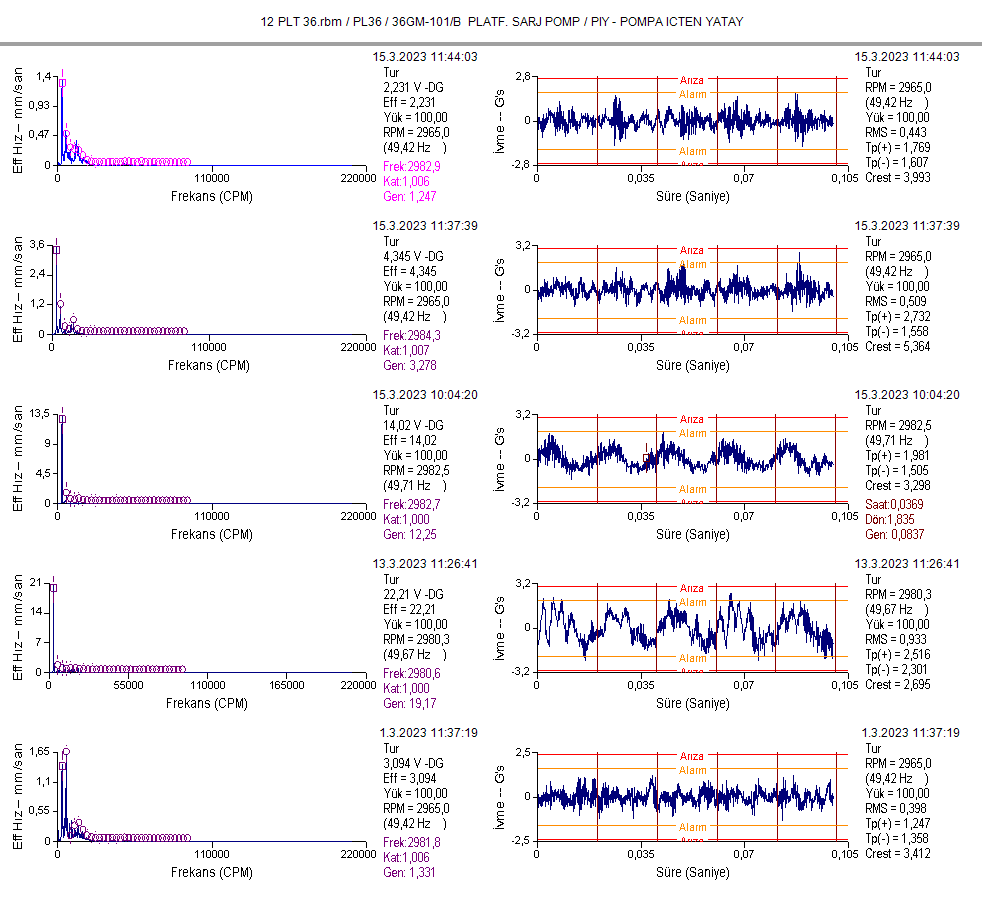 12 PLT 36.rbm / PL36 / 36GM-101/B  PLATF. SARJ POMP / PIY - POMPA ICTEN YATAY
15.3.2023 11:44:03
Tur
2,231 V -DG
Eff = 2,231
Yük = 100,00
RPM = 2965,0
(49,42 Hz )
Frek:2982,9
Kat:1,006
Gen: 1,247
Eff Hız – mm/san
1,4
0,93
0,47
0
0 110000 220000
Frekans (CPM)
15.3.2023 11:44:03
Tur
RPM = 2965,0
(49,42 Hz )
Yük = 100,00
RMS = 0,443
Tp(+) = 1,769
Tp(-) = 1,607
Crest = 3,993
İvme -- G's
2,8
0
-2,8
Arıza
Alarm
Alarm
Arıza
0 0,035 0,07 0,105
Süre (Saniye)
15.3.2023 11:37:39
Tur
4,345 V -DG
Eff = 4,345
Yük = 100,00
RPM = 2965,0
(49,42 Hz )
Frek:2984,3
Kat:1,007
Gen: 3,278
Eff Hız – mm/san
3,6
2,4
1,2
0
0 110000 220000
Frekans (CPM)
15.3.2023 11:37:39
Tur
RPM = 2965,0
(49,42 Hz )
Yük = 100,00
RMS = 0,509
Tp(+) = 2,732
Tp(-) = 1,558
Crest = 5,364
İvme -- G's
3,2
0
-3,2
Arıza
Alarm
Alarm
Arıza
0 0,035 0,07 0,105
Süre (Saniye)
15.3.2023 10:04:20
Tur
14,02 V -DG
Eff = 14,02
Yük = 100,00
RPM = 2982,5
(49,71 Hz )
Frek:2982,7
Kat:1,000
Gen: 12,25
Eff Hız – mm/san
13,5
9
4,5
0
0 110000 220000
Frekans (CPM)
15.3.2023 10:04:20
Tur
RPM = 2982,5
(49,71 Hz )
Tp(+) = 1,981
Tp(-) = 1,505
Crest = 3,298
Saat:0,0369
Dön:1,835
Gen: 0,0837
İvme -- G's
3,2
0
-3,2
Arıza
Alarm
Alarm
Arıza
0 0,035 0,07 0,105
Süre (Saniye)
13.3.2023 11:26:41
Tur
22,21 V -DG
Eff = 22,21
Yük = 100,00
RPM = 2980,3
(49,67 Hz )
Frek:2980,6
Kat:1,000
Gen: 19,17
Eff Hız – mm/san
21
14
7
0
0 55000 110000 165000 220000
Frekans (CPM)
13.3.2023 11:26:41
Tur
RPM = 2980,3
(49,67 Hz )
Yük = 100,00
RMS = 0,933
Tp(+) = 2,516
Tp(-) = 2,301
Crest = 2,695
İvme -- G's
3,2
0
-3,2
Arıza
Alarm
Alarm
Arıza
0 0,035 0,07 0,105
Süre (Saniye)
1.3.2023 11:37:19
Tur
3,094 V -DG
Eff = 3,094
Yük = 100,00
RPM = 2965,0
(49,42 Hz )
Frek:2981,8
Kat:1,006
Gen: 1,331
Eff Hız – mm/san
1,65
1,1
0,55
0
0 110000 220000
Frekans (CPM)
1.3.2023 11:37:19
Tur
RPM = 2965,0
(49,42 Hz )
Yük = 100,00
RMS = 0,398
Tp(+) = 1,247
Tp(-) = 1,358
Crest = 3,412
İvme -- G's
2,5
0
-2,5
Arıza
Alarm
Alarm
Arıza
0 0,035 0,07 0,105
Süre (Saniye)